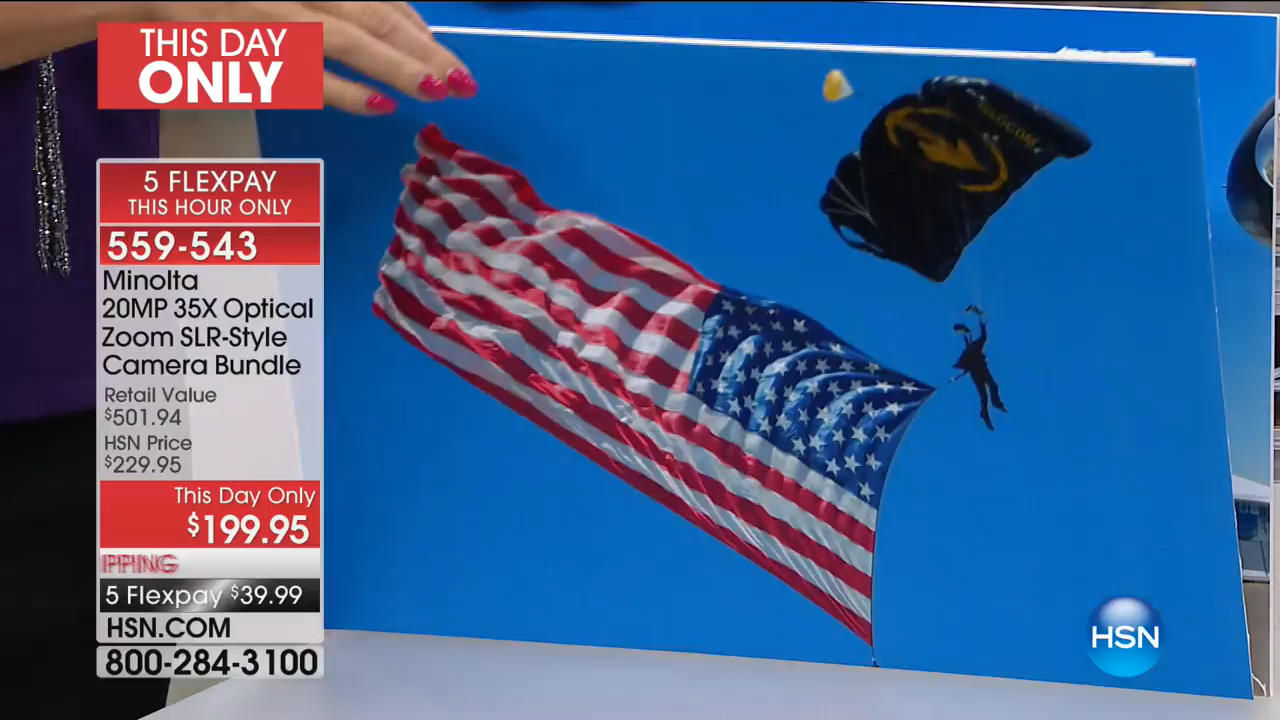 THIS DAY
ONLY
5 FLEXPAY
THIS HOUR ONLY
559-543
Minolta
20MP 35X Optical
Zoom SLR-Style
Camera Bundle
Retail Value
$501.94
HSN Price
$229.95
This Day Only
$199.95
IPPING
5 Flexpay $39.99
HSN.COM
800-284-3100
HSN